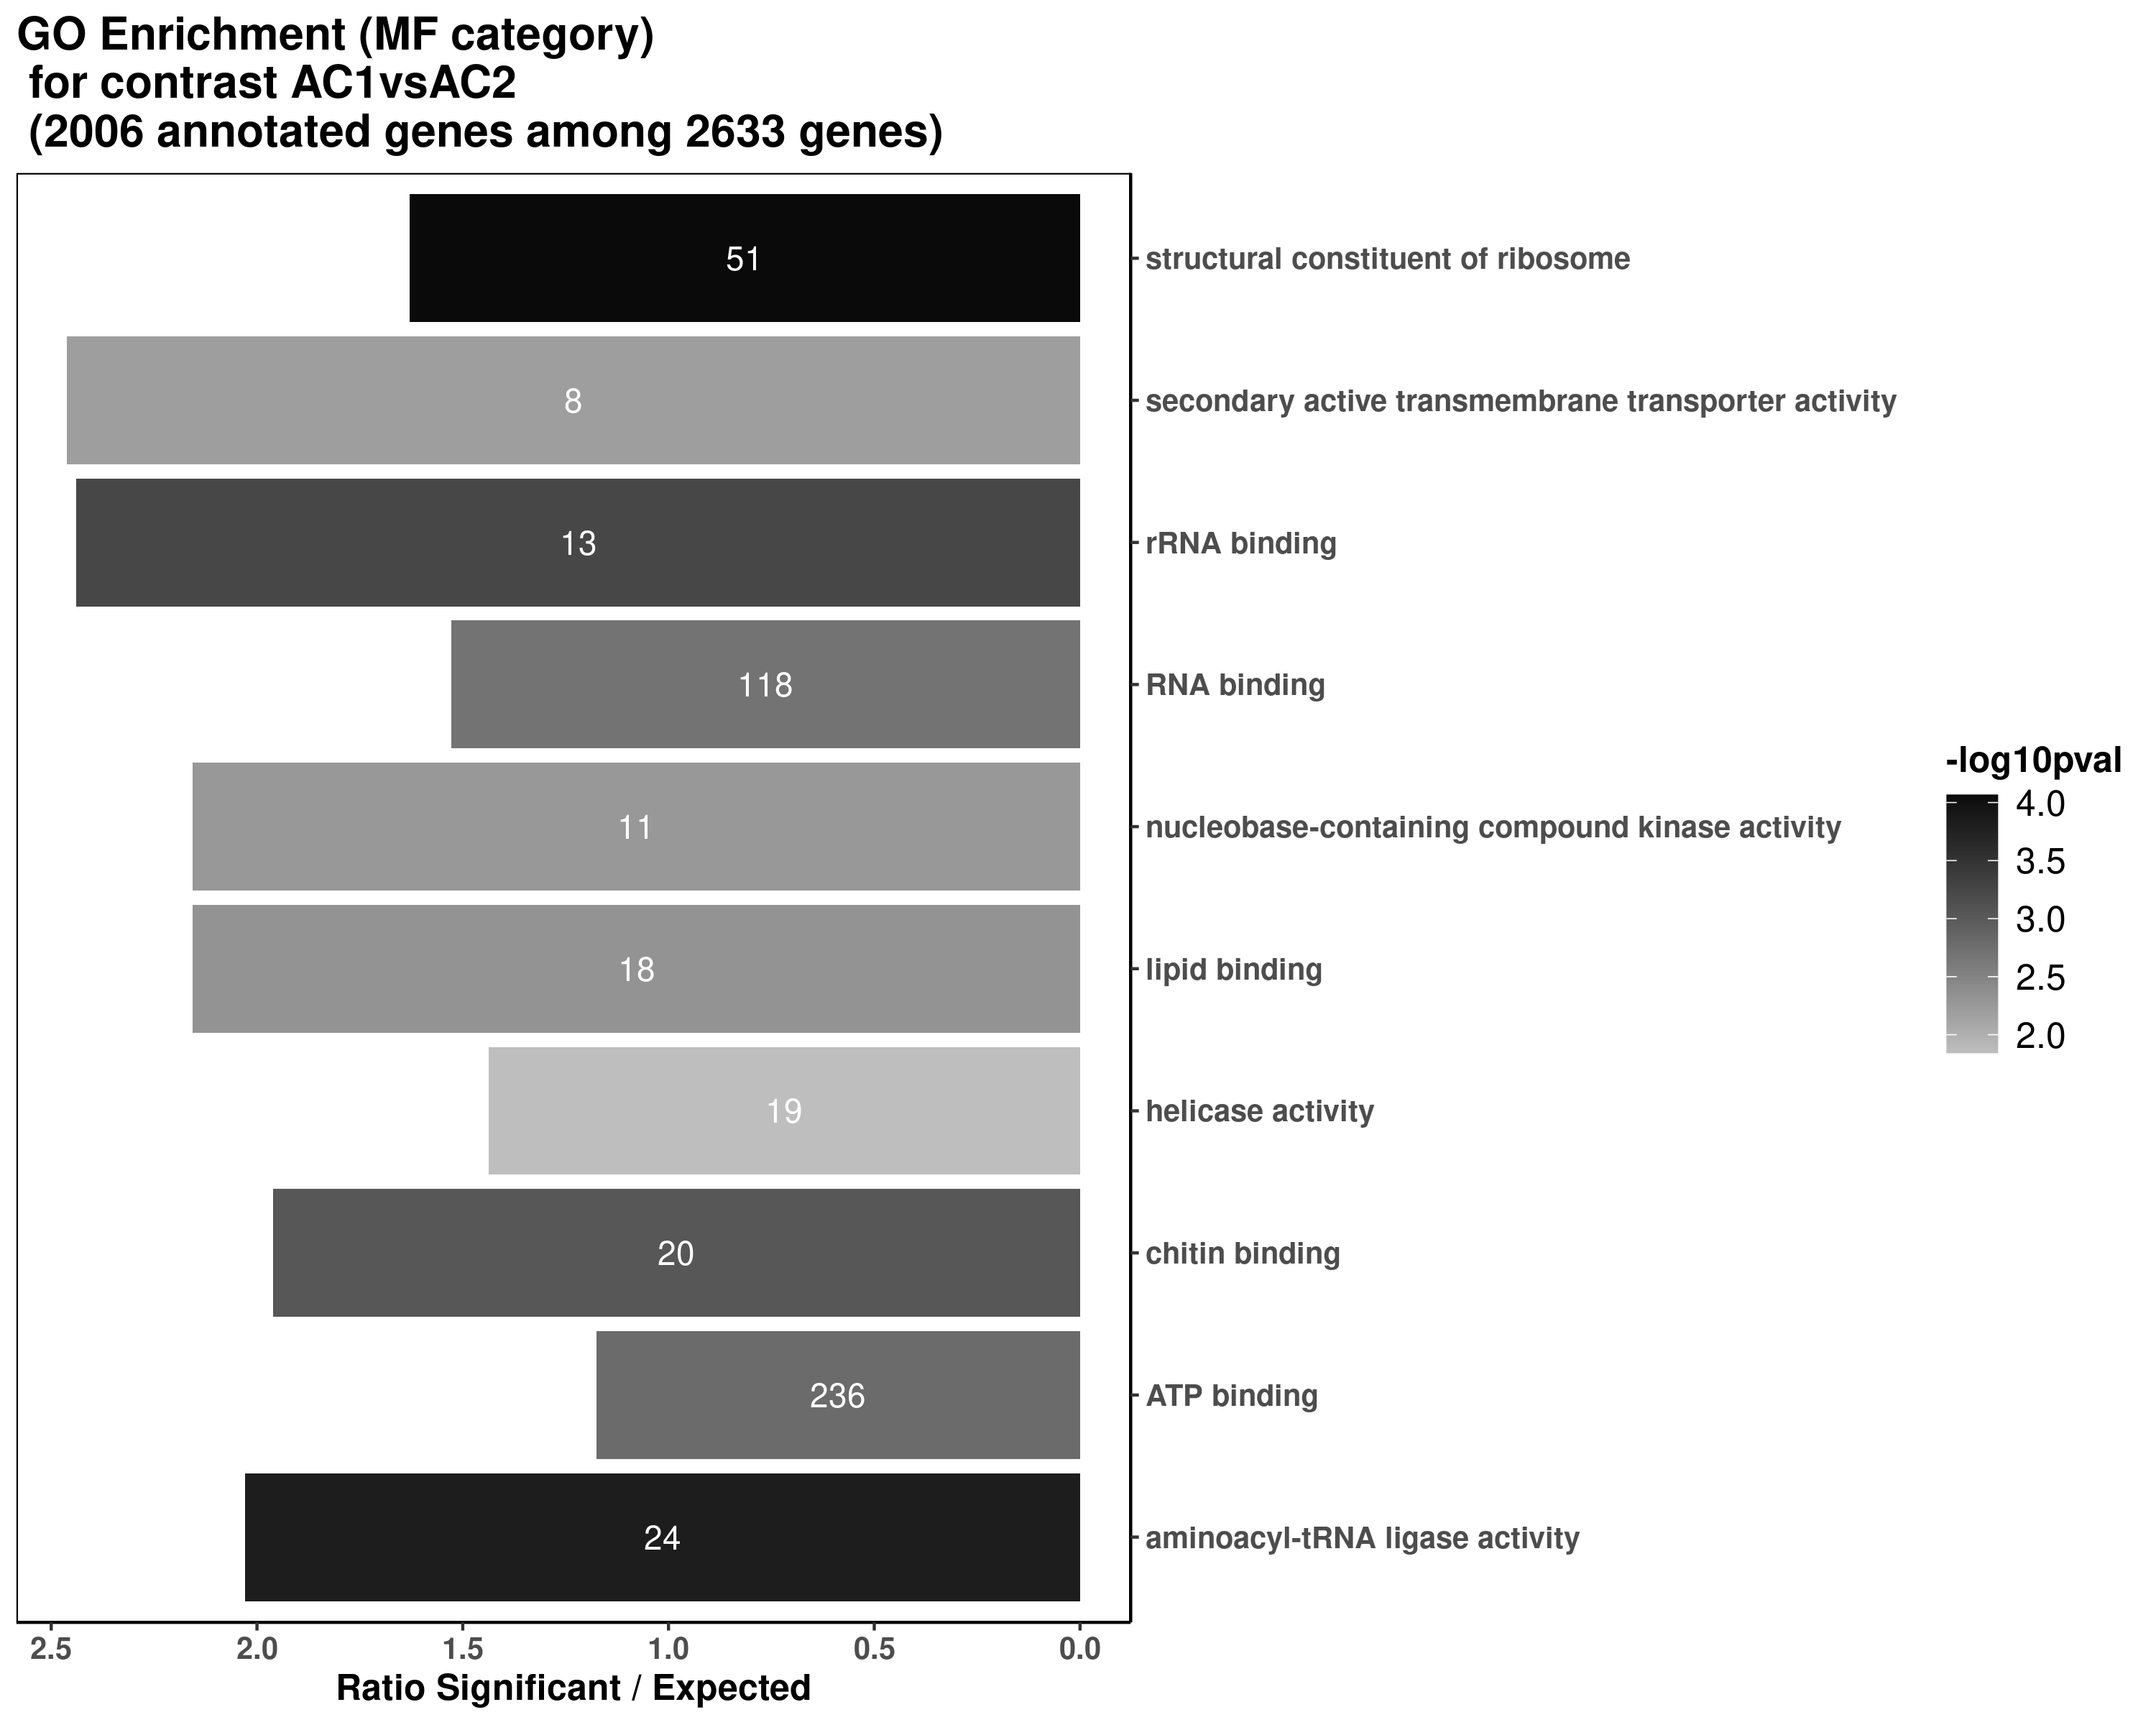 GO Enrichment (MF category)
for contrast AC1vsAC2
(2006 annotated genes among 2633 genes)
51
structural constituent of ribosome
8
secondary active transmembrane transporter activity
13
rRNA binding
118
RNA binding
11
nucleobase-containing compound kinase activity
18
lipid binding
19
helicase activity
20
chitin binding
236
ATP binding
24
aminoacyl-tRNA ligase activity
-log10pval
4.0
3.5
3.0
2.5
2.0
2.5 2.0 1.5 1.0 0.5 0.0
Ratio Significant / Expected